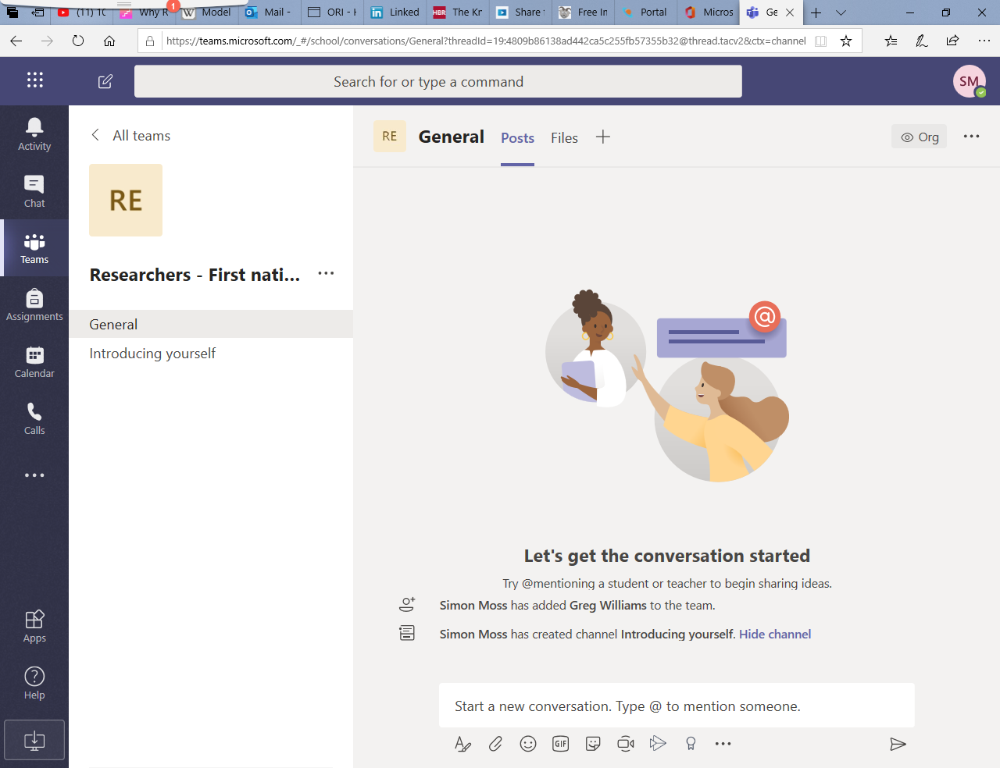 (11) 10
1
Why R
Model
Mail -
ORI - H
Linked
The Kr
Share
Free In
Portal
Micros
Ge
https://teams.microsoft.com/_#/school/conversations/General?threadId=19:4809b86138ad442ca5c255fb57355b32@thread.tacv2&ctx=channel
Search for or type a command
SM
Activity
Chat
Teams
Assignments
Calendar
Calls
Apps
Help
All teams
RE
Researchers - First nati...
General
Introducing yourself
RE
General
Posts
Files
Org
@
Let's get the conversation started
Try @mentioning a student or teacher to begin sharing ideas.
Simon Moss has added Greg Williams to the team.
Simon Moss has created channel Introducing yourself. Hide channel
Start a new conversation. Type @ to mention someone.
GIF